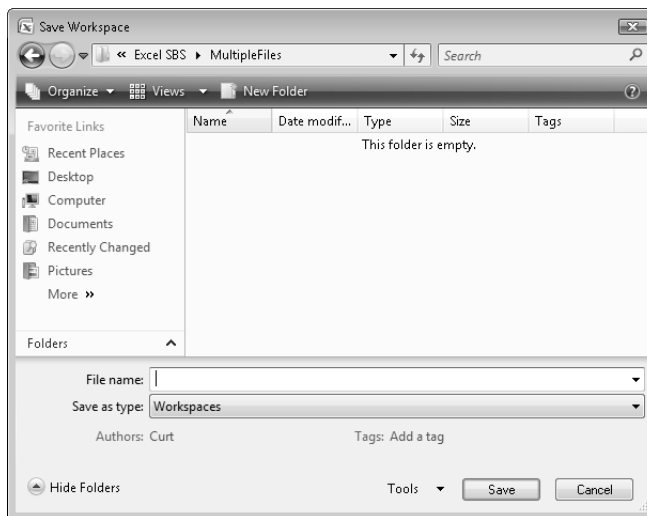 Save Workspace
« Excel SBS ▸ MultipleFiles
Search
Organize
Views
New Folder
Favorite Links
Name
Date modif...
Type
Size
Tags
This folder is empty.
Recent Places
Desktop
Computer
Documents
Recently Changed
Pictures
More »
Folders
File name:
Save as type: Workspaces
Authors: Curt
Tags: Add a tag
Hide Folders
Tools
Save
Cancel